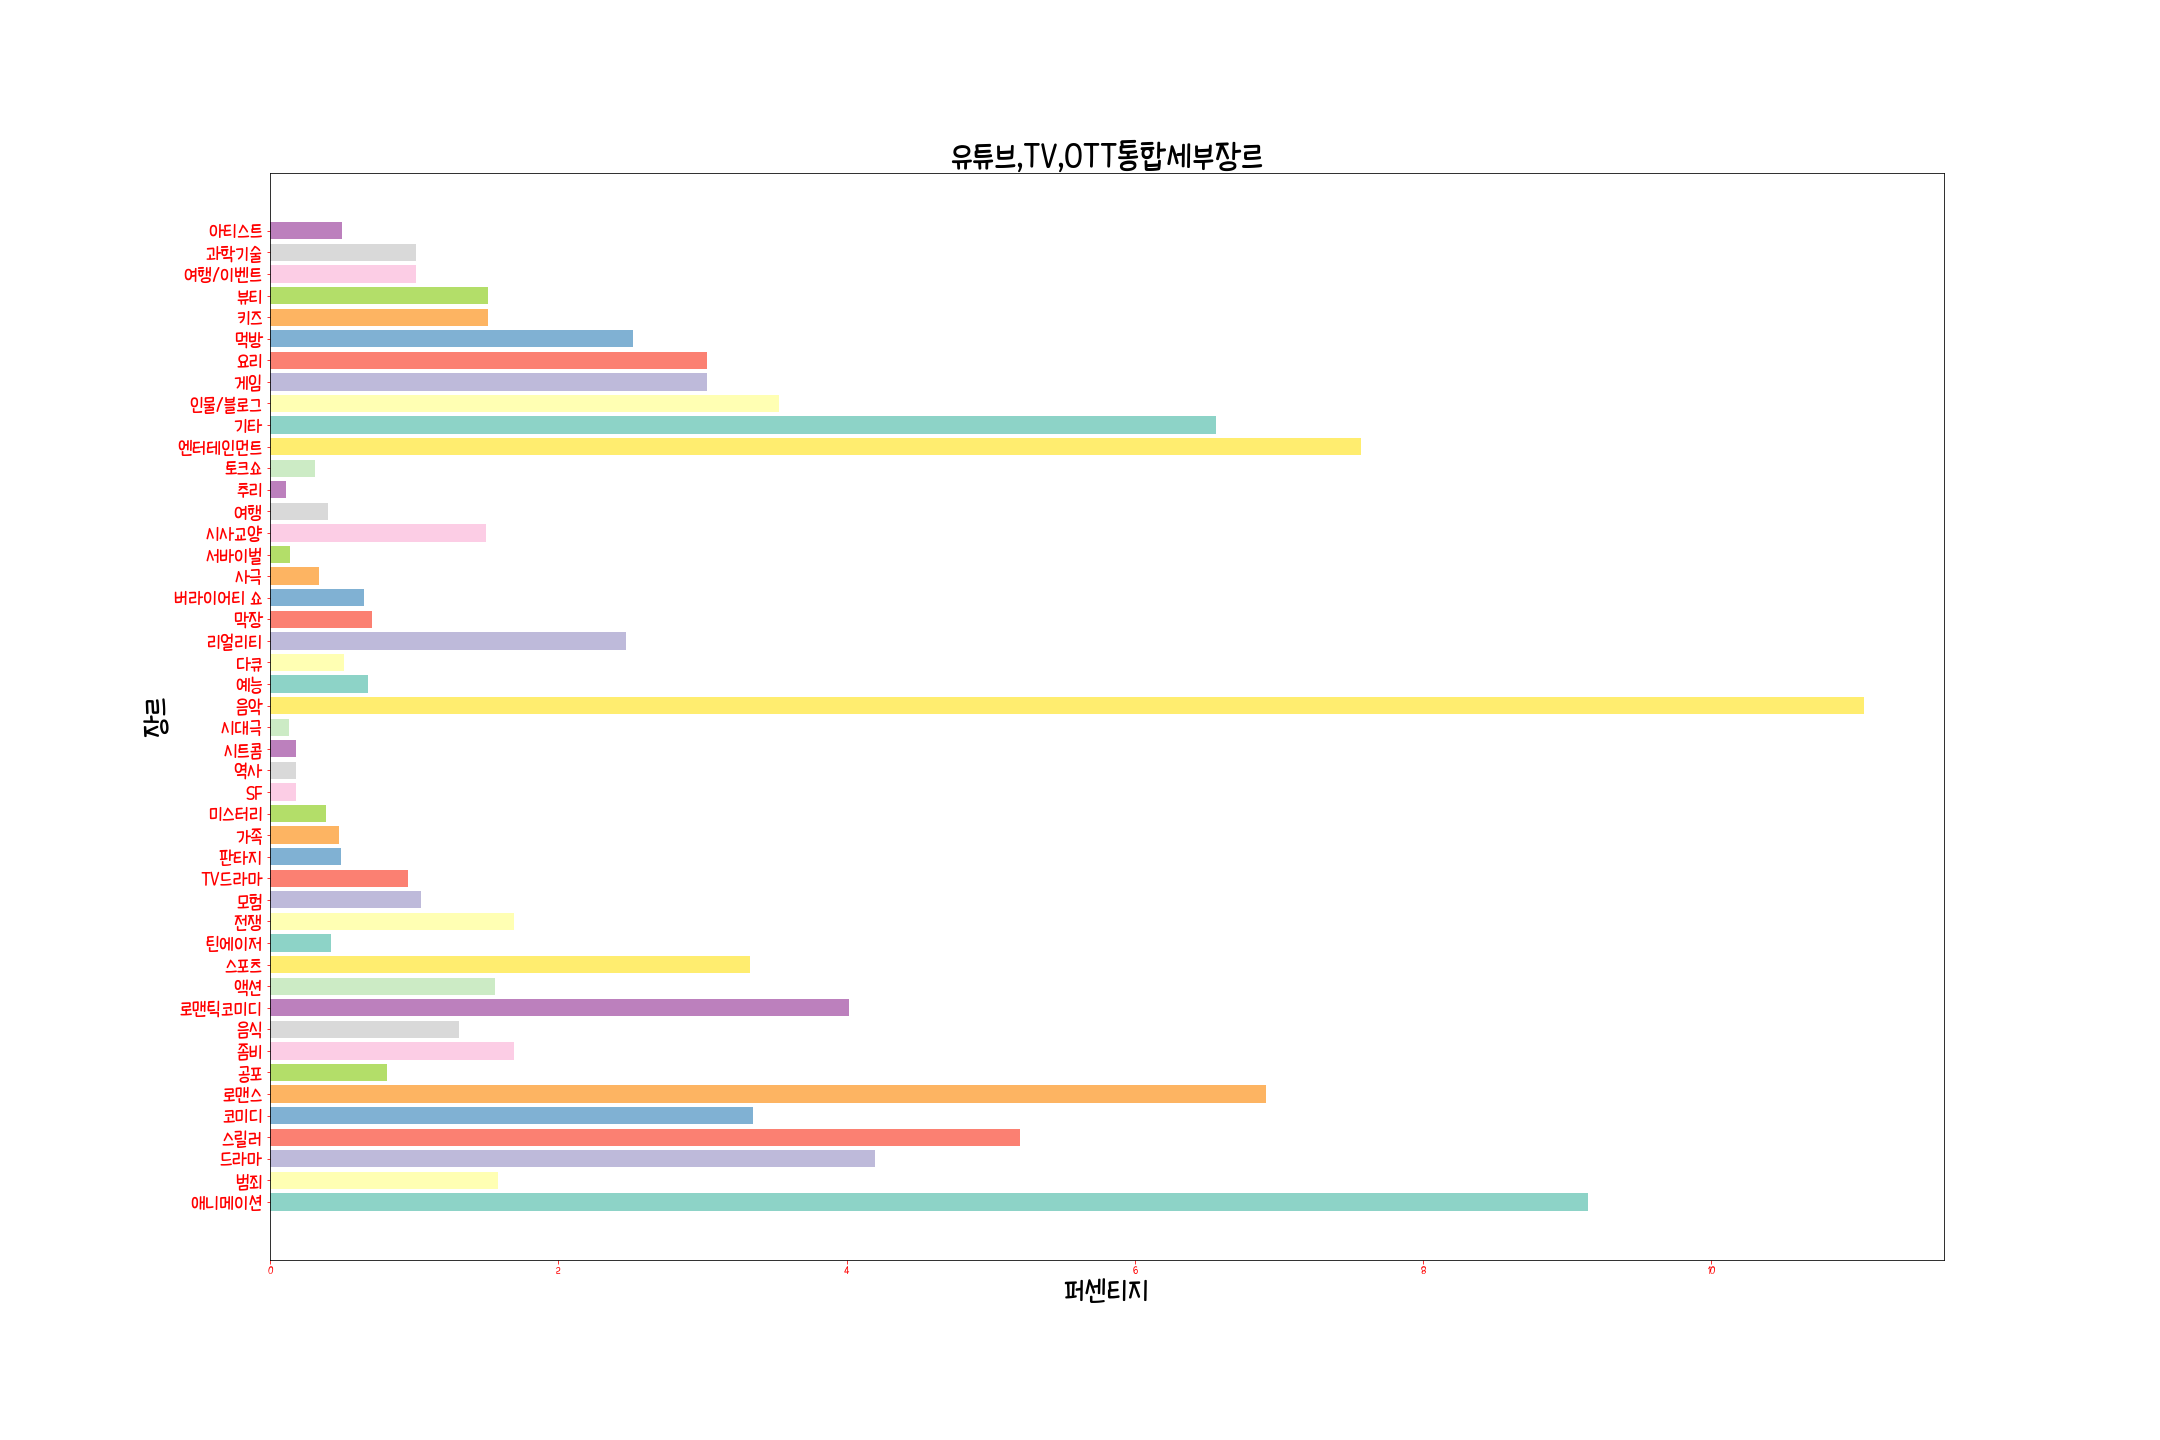 유튜브,TV,OTT통합세부장르
아티스트
과학기술
여행/이벤트
뷰티
키즈
먹방
요리
게임
인물/블로그
기타
엔터테인먼트
토크쇼
추리
여행
시사교양
서바이벌
사극
버라이어티 쇼
막장
리얼리티
다큐
예능
음악
시대극
시트콤
역사
SF
미스터리
가족
판타지
TV드라마
모험
전쟁
틴에이저
스포츠
액션
로맨틱코미디
음식
좀비
공포
로맨스
코미디
스릴러
드라마
범죄
애니메이션
장르
0 2 4 6 8 10
퍼센티지